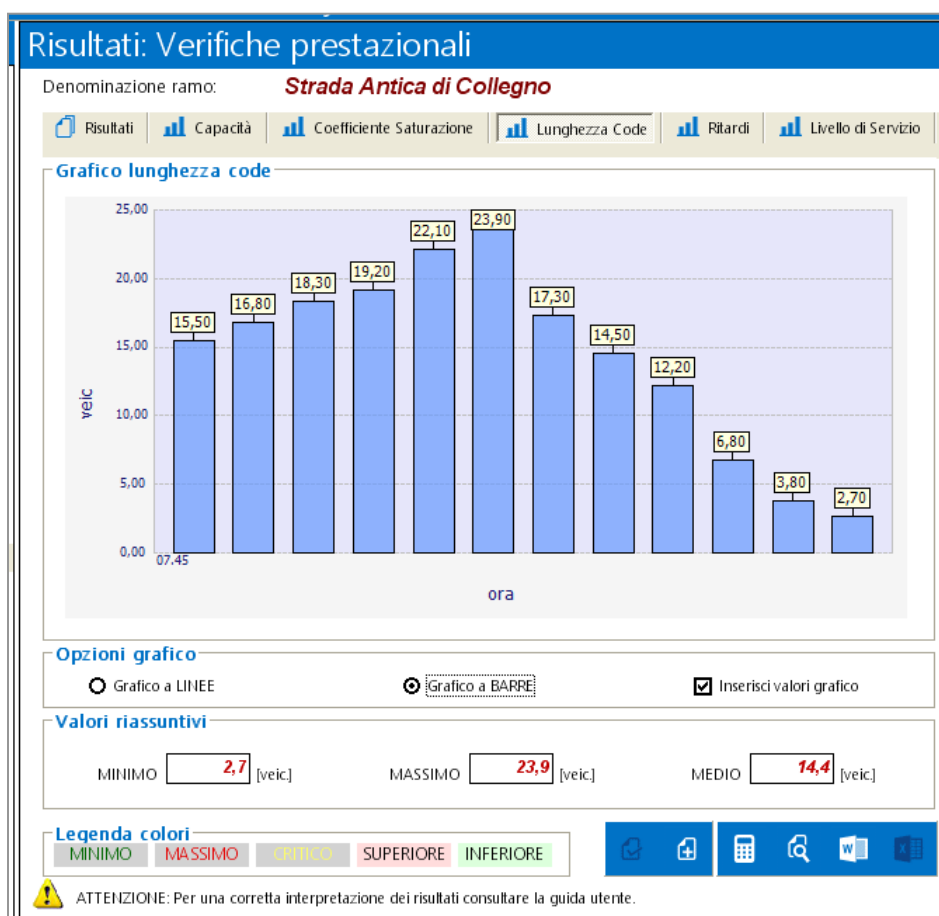 Risultati: Verifiche prestazionali
Denominazione ramo: Strada Antica di Collegno
Risultati Capacità Coefficiente Saturazione Lunghezza Code Ritardi Livello di Servizio
Grafico lunghezza code
25,00
20,00
15,00
10,00
5,00
0,00
veic
15,50 16,80 18,30 19,20 22,10 23,90 17,30 14,50 12,20 6,80 3,80 2,70
07.45
ora
Opzioni grafico
Grafico a LINEE Grafico a BARRE Inserisci valori grafico
Valori riassuntivi
MINIMO 2,7 [veic.] MASSIMO 23,9 [veic.] MEDIO 14,4 [veic.]
Legenda colori
MINIMO MASSIMO CRITICO SUPERIORE INFERIORE
ATTENZIONE: Per una corretta interpretazione dei risultati consultare la guida utente.